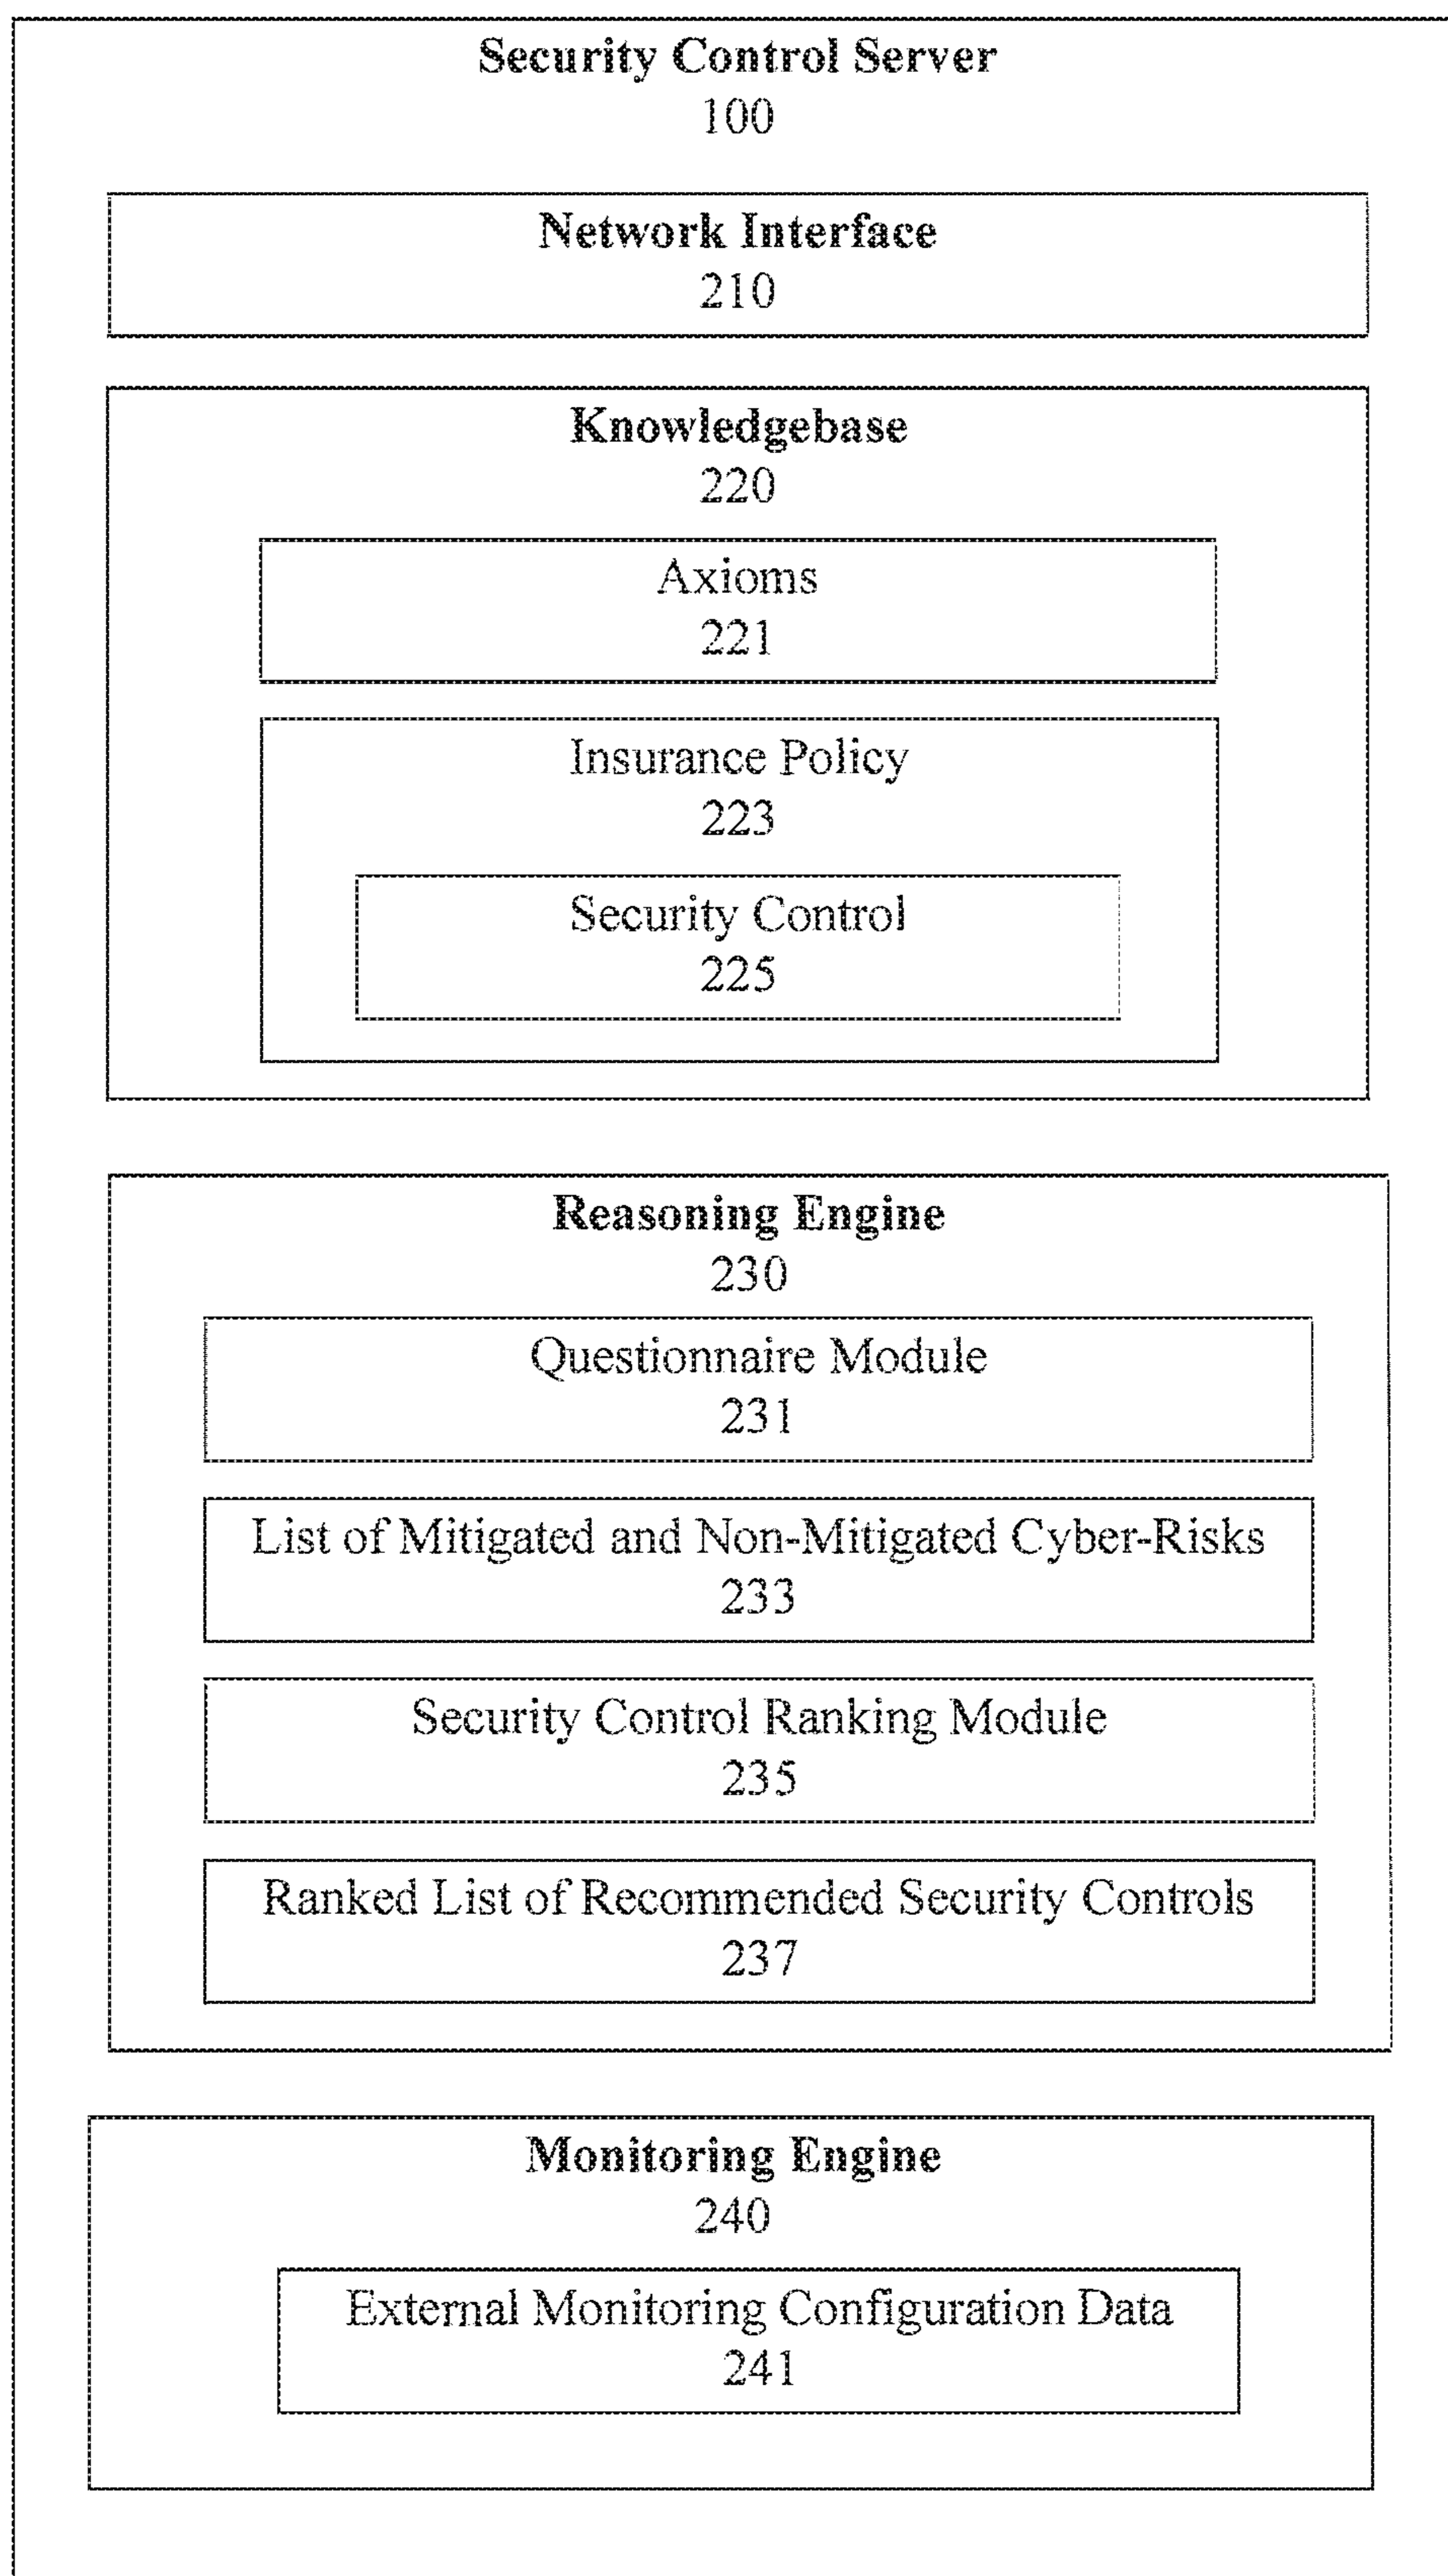 Security Control Server
100
Network Interface
210
Knowledgebase
220
Axioms
221
Insurance Policy
223
Security Control
225
Reasoning Engine
230
Questionnaire Module
231
List of Mitigated and Non-Mitigated Cyber-Risks
233
Security Control Ranking Module
235
Ranked List of Recommended Security Controls
237
Monitoring Engine
240
External Monitoring Configuration Data
241